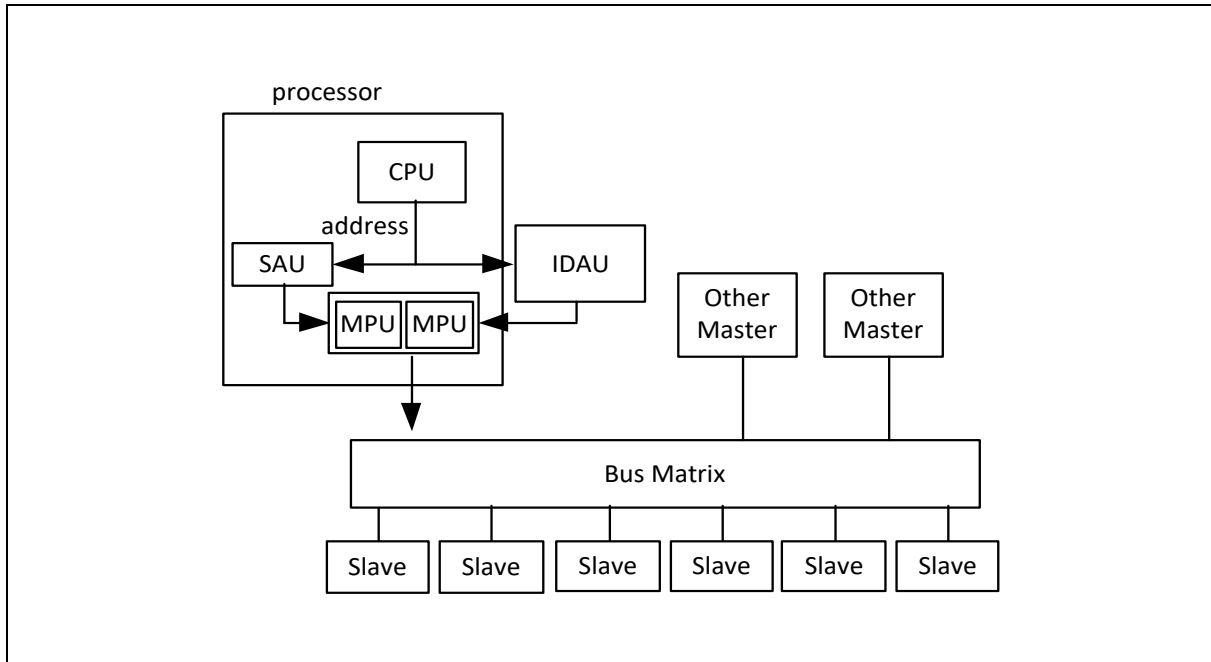 processor
CPU
address
SAU
IDAU
MPU MPU
Other
Master
Other
Master
Bus Matrix
Slave Slave Slave Slave Slave Slave